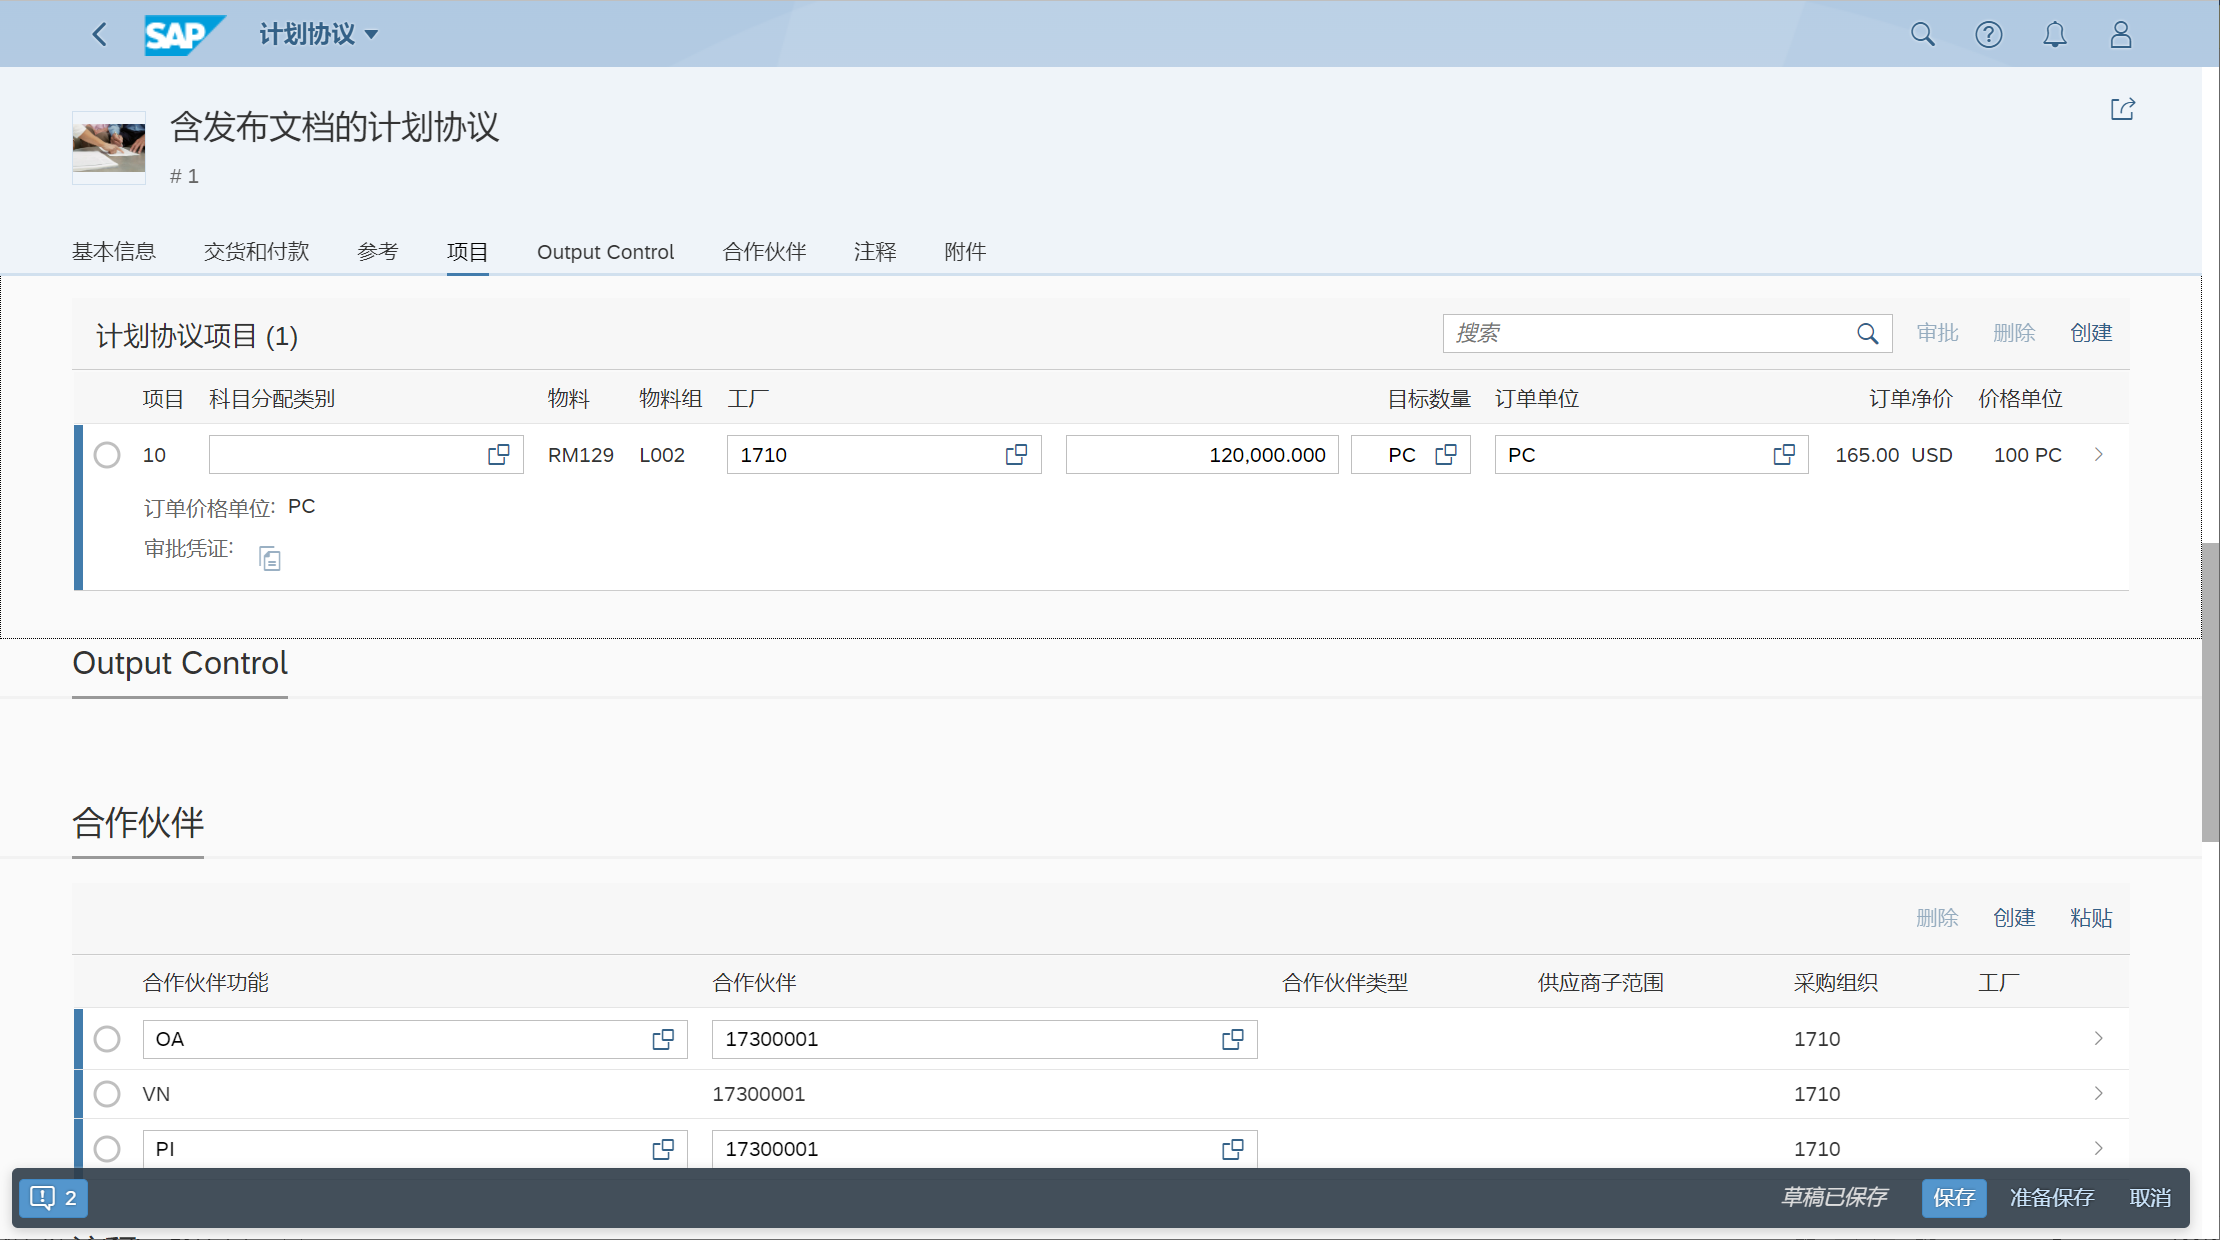 SAP 计划协议
含发布文档的计划协议
# 1
基本信息 交货和付款 参考 项目 Output Control 合作伙伴 注释 附件
计划协议项目 (1) 搜索 审批 删除 创建
项目 科目分配类别 物料 物料组 工厂 目标数量 订单单位 订单净价 价格单位
10 RM129 L002 1710 120,000.000 PC PC 165.00 USD 100 PC
订单价格单位: PC
审批凭证:
Output Control
合作伙伴
删除 创建 粘贴
合作伙伴功能 合作伙伴 合作伙伴类型 供应商子范围 采购组织 工厂
OA 17300001 1710
VN 17300001 1710
PI 17300001 1710
2 草稿已保存 保存 准备保存 取消